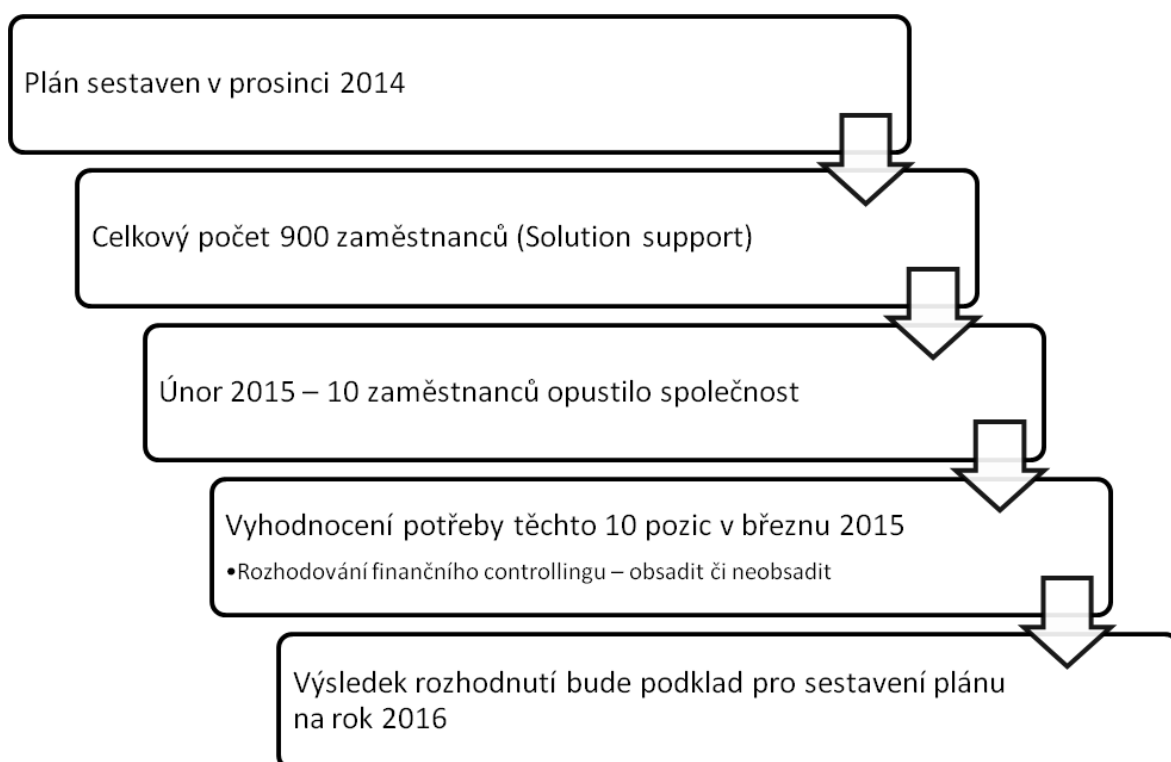 Plán sestaven v prosinci 2014
Celkový počet 900 zaměstnanců (Solution support)
Únor 2015 – 10 zaměstnanců opustilo společnost
Vyhodnocení potřeby těchto 10 pozic v březnu 2015
•Rozhodování finančního controllingu – obsadit či neobsadit
Výsledek rozhodnutí bude podklad pro sestavení plánu
na rok 2016